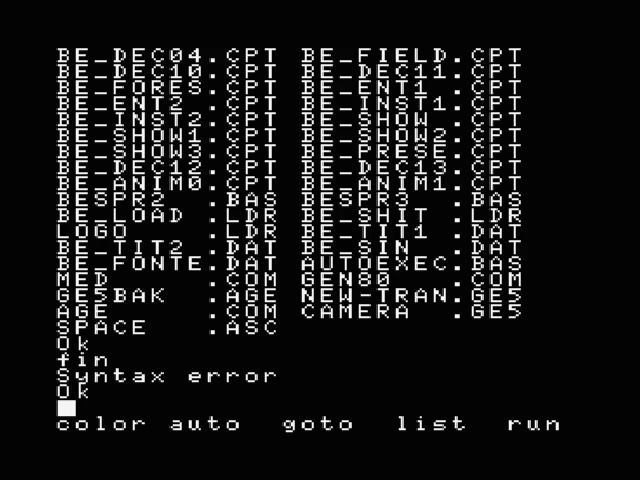 BE_DEC04.CPT BE_FIELD.CPT
BE_DEC10.CPT BE_DEC11.CPT
BE_FORES.CPT BE_ENT1 .CPT
BE_ENT2 .CPT BE_INST1.CPT
BE_INST2.CPT BE_SHOW .CPT
BE_SHOW1.CPT BE_SHOW2.CPT
BE_SHOW3.CPT BE_PRESE.CPT
BE_DEC12.CPT BE_DEC13.CPT
BE_ANIM0.CPT BE_ANIM1.CPT
BESPR2  .BAS BESPR3  .BAS
BE_LOAD .LDR BE_SHIT .LDR
LOGO    .LDR BE_TIT1 .DAT
BE_TIT2 .DAT BE_SIN  .DAT
BE_FONTE.DAT AUTOEXEC.BAS
MED     .COM GEN80   .COM
GE5BAK  .AGE NEW-TRAN.GE5
AGE     .COM CAMERA  .GE5
SPACE   .ASC
Ok
fin
Syntax error
Ok
color auto  goto  list  run